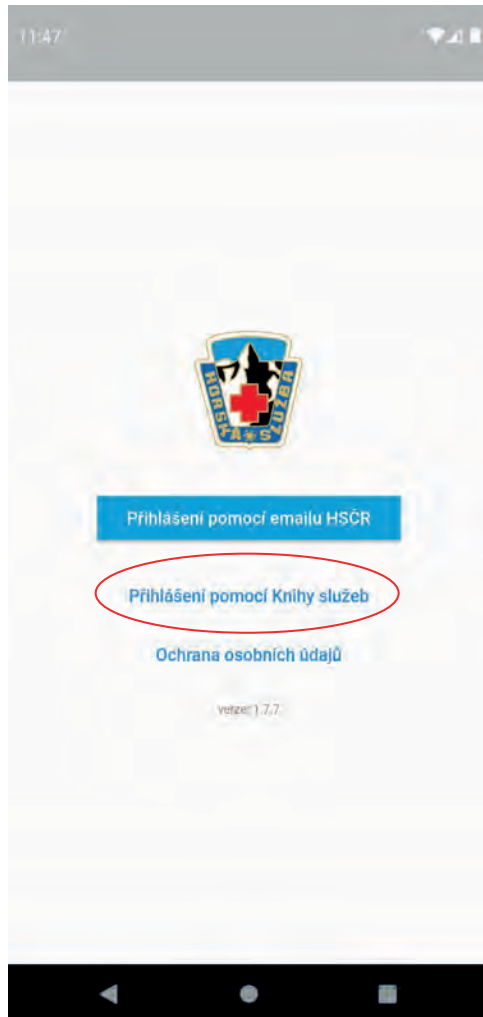 11:47
HORSKÁ SLUŽBA
Přihlášení pomocí emailu HSČR
Přihlášení pomocí Knihy služeb
Ochrana osobních údajů
verze: 1.7.7